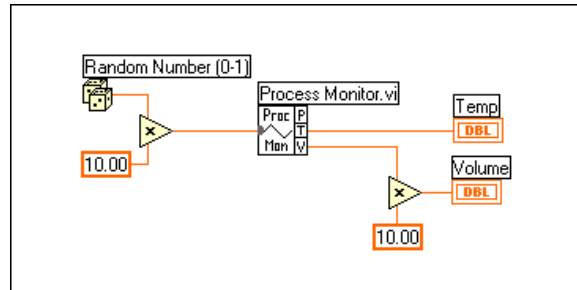 Random Number (0-1)
Process Monitor.vi
Proc
Mon
P
T
V
Temp
DBL
x
10.00
Volume
DBL
x
10.00